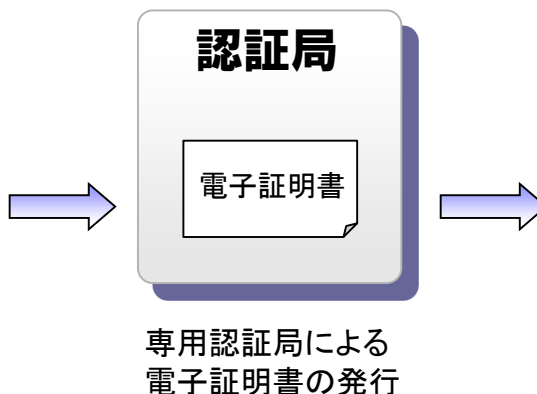 認証局
電子証明書
専用認証局による
電子証明書の発行